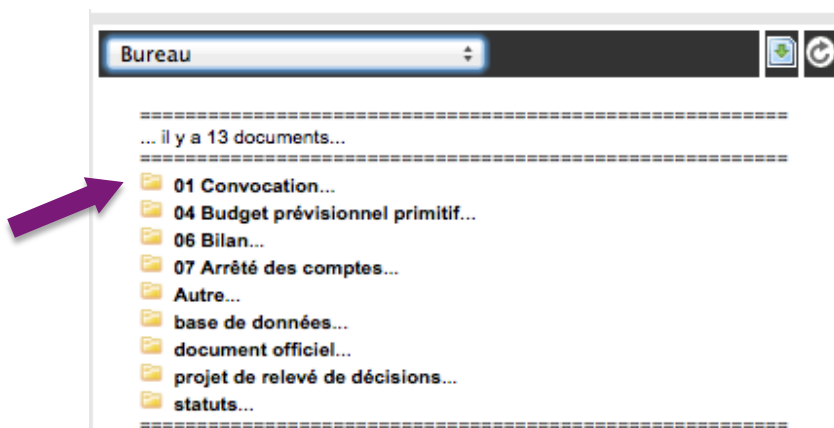 Bureau
=========================================================
... il y a 13 documents...
=========================================================
01 Convocation...
04 Budget prévisionnel primitif...
06 Bilan...
07 Arrêté des comptes...
Autre...
base de données...
document officiel...
projet de relevé de décisions...
statuts...
=========================================================